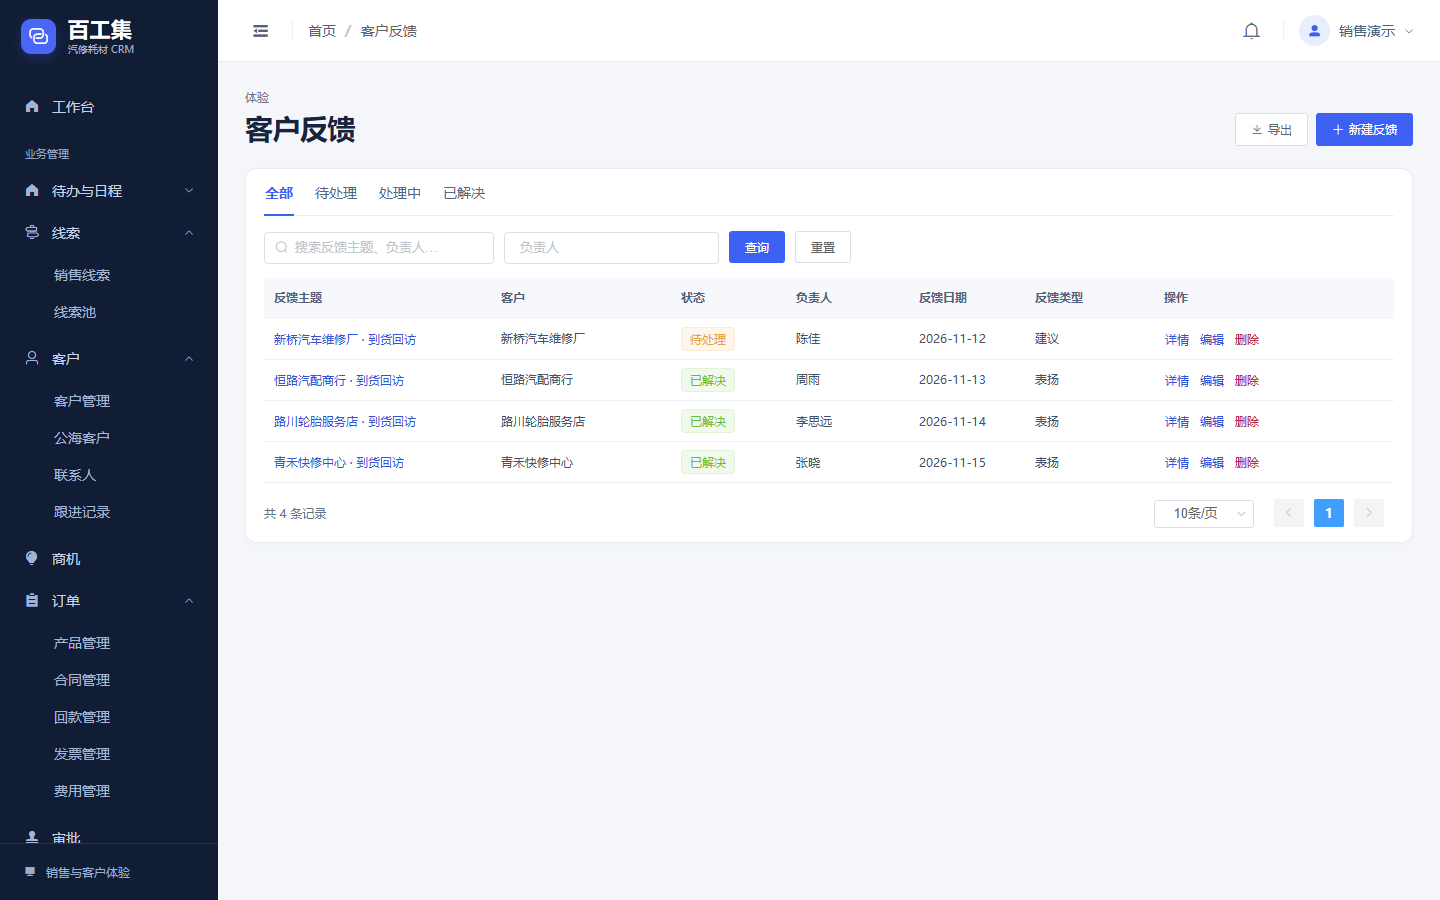 百工集
汽修耗材 CRM
工作台
业务管理
待办与日程
线索
销售线索
线索池
客户
客户管理
公海客户
联系人
跟进记录
商机
订单
产品管理
合同管理
回款管理
发票管理
费用管理
审批
销售与客户体验
首页 / 客户反馈
销售演示
体验
客户反馈
导出
新建反馈
全部 待处理 处理中 已解决
搜索反馈主题、负责人... 负责人 查询 重置
反馈主题 客户 状态 负责人 反馈日期 反馈类型 操作
新桥汽车维修厂 · 到货回访 新桥汽车维修厂 待处理 陈佳 2026-11-12 建议 详情 编辑 删除
恒路汽配商行 · 到货回访 恒路汽配商行 已解决 周雨 2026-11-13 表扬 详情 编辑 删除
路川轮胎服务店 · 到货回访 路川轮胎服务店 已解决 李思远 2026-11-14 表扬 详情 编辑 删除
青禾快修中心 · 到货回访 青禾快修中心 已解决 张晓 2026-11-15 表扬 详情 编辑 删除
共 4 条记录 10条/页 1